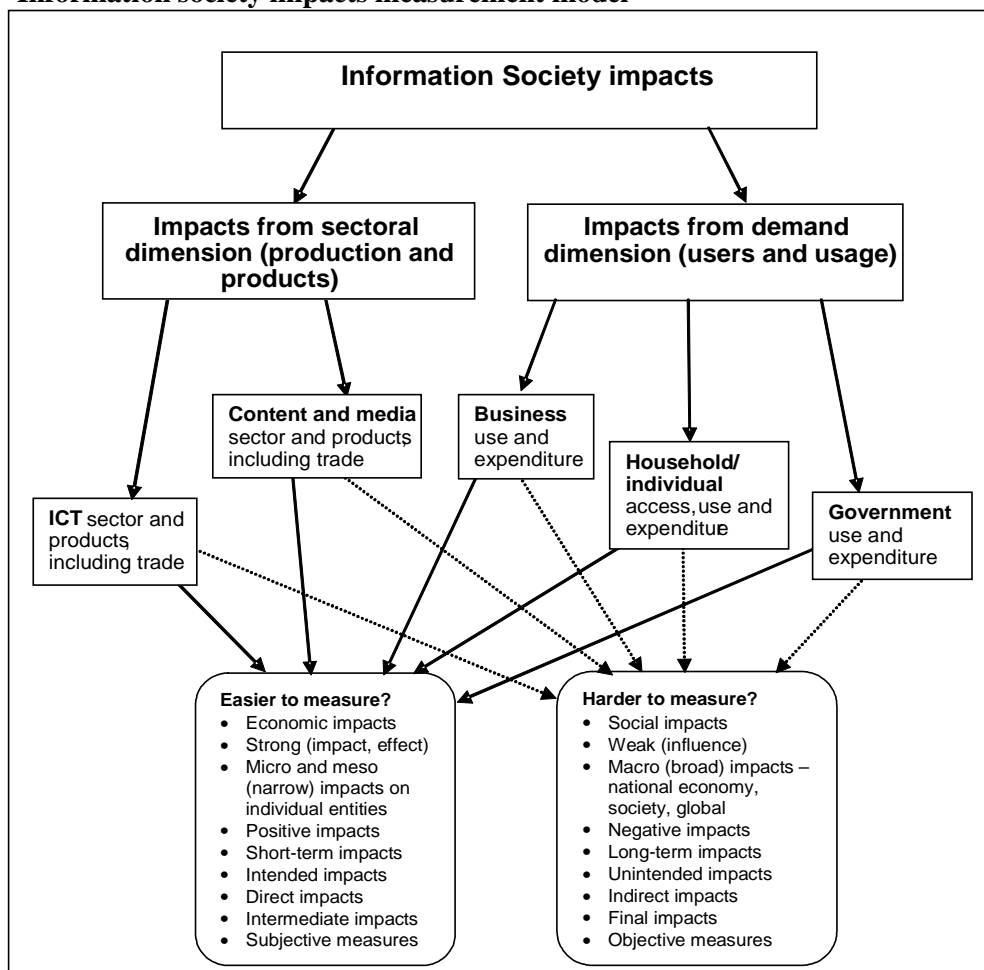 Information society impacts measurement model
Information Society impacts
Impacts from sectoral
dimension (production and
products)
Impacts from demand
dimension (users and usage)
Content and media
sector and products,
including trade
Business
use and
expenditure
Household/
individual
access, use and
expenditure
ICT sector and
products
including trade
Government
use and
expenditure
Easier to measure?
• Economic impacts
• Strong (impact, effect)
• Micro and meso
(narrow) impacts on
individual entities
• Positive impacts
• Short-term impacts
• Intended impacts
• Direct impacts
• Intermediate impacts
• Subjective measures
Harder to measure?
• Social impacts
• Weak (influence)
• Macro (broad) impacts –
national economy,
society, global
• Negative impacts
• Long-term impacts
• Unintended impacts
• Indirect impacts
• Final impacts
• Objective measures